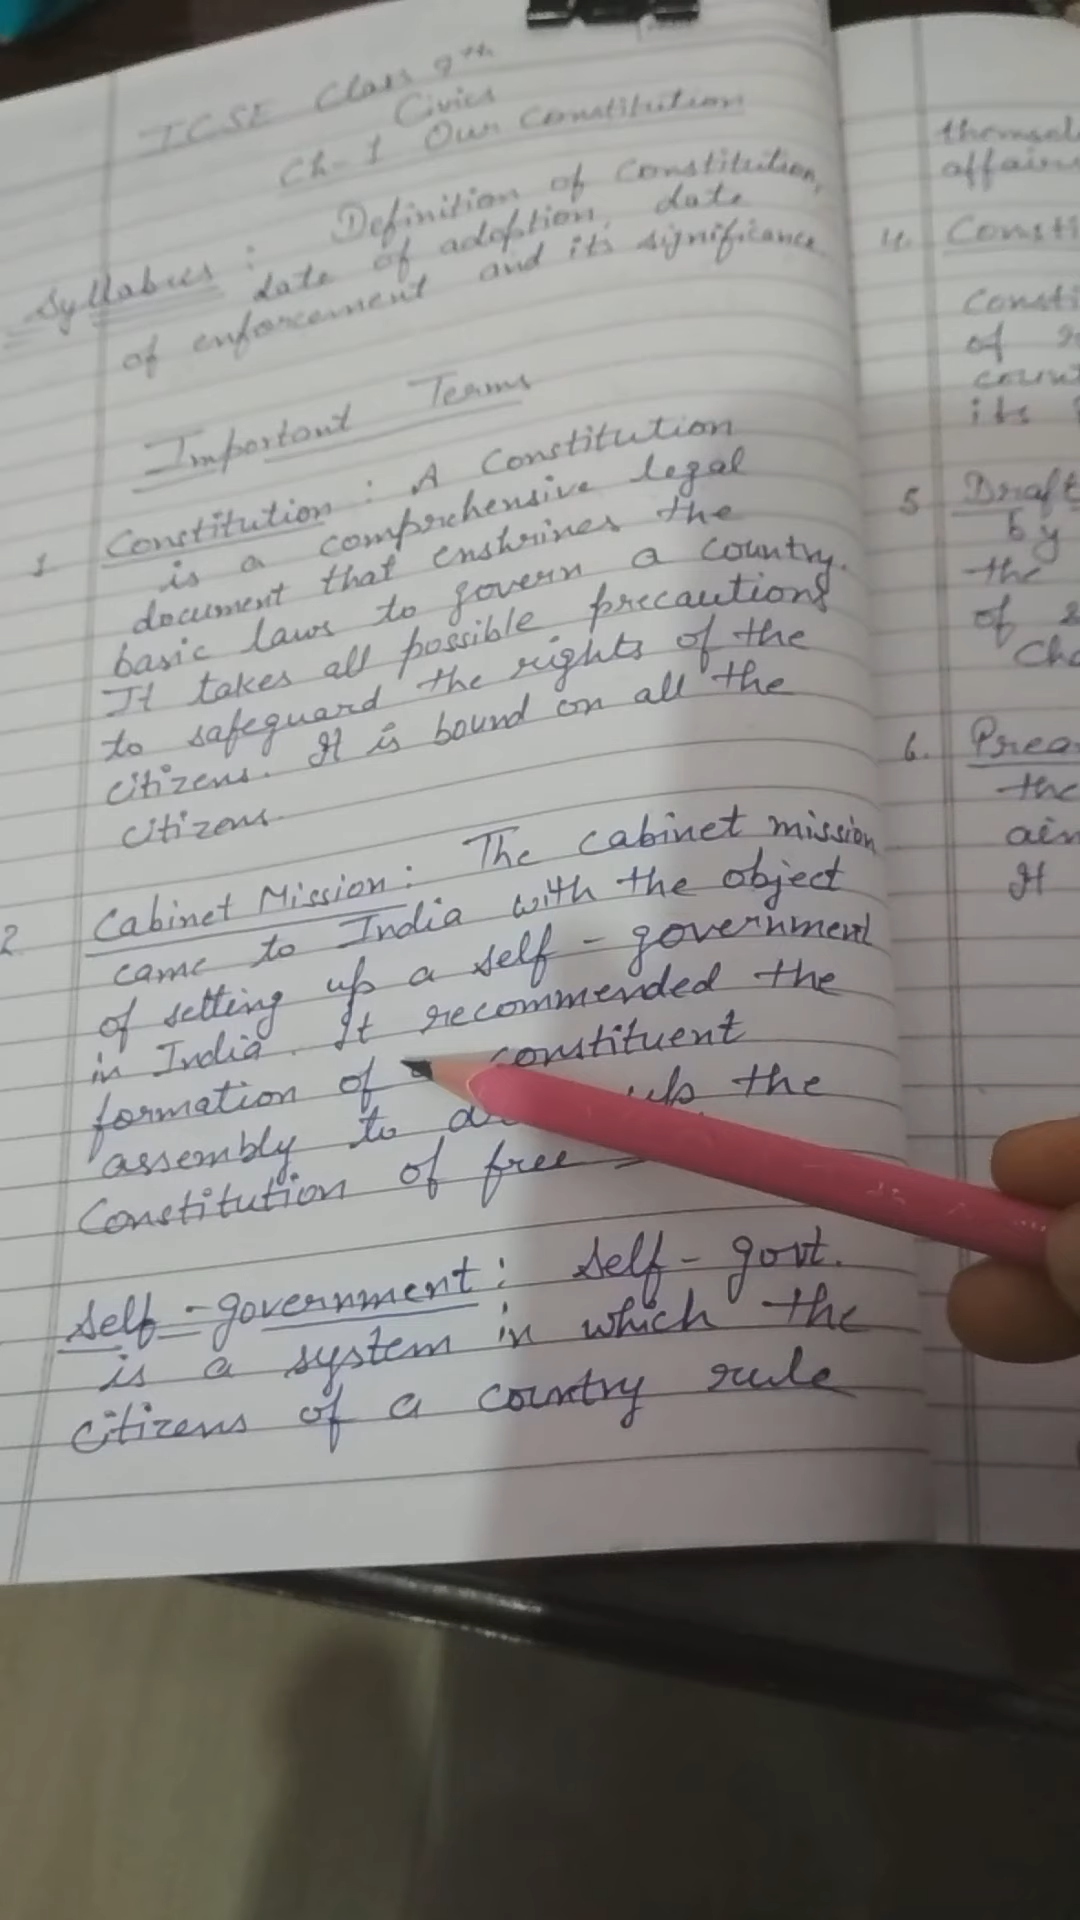 ICSE Class 9th
Civics
Ch-1 Our Constitution
Syllabus : Definition of Constitution,
date of adoption, date
of enforcement and its significance
Important Terms
1 Constitution : A Constitution
is a comprehensive legal
document that enshrines the
basic laws to govern a country.
It takes all possible precautions
to safeguard the rights of the
citizens. It is bound on all the
citizens.
2 Cabinet Mission : The cabinet mission
came to India with the object
of setting up a self-government
in India. It recommended the
formation of constituent
assembly to up the
Constitution of free
Self-government : Self-govt.
is a system in which the
citizens of a country rule
4. 
of
its
5 Draft
by
the
of
6. 
the
It